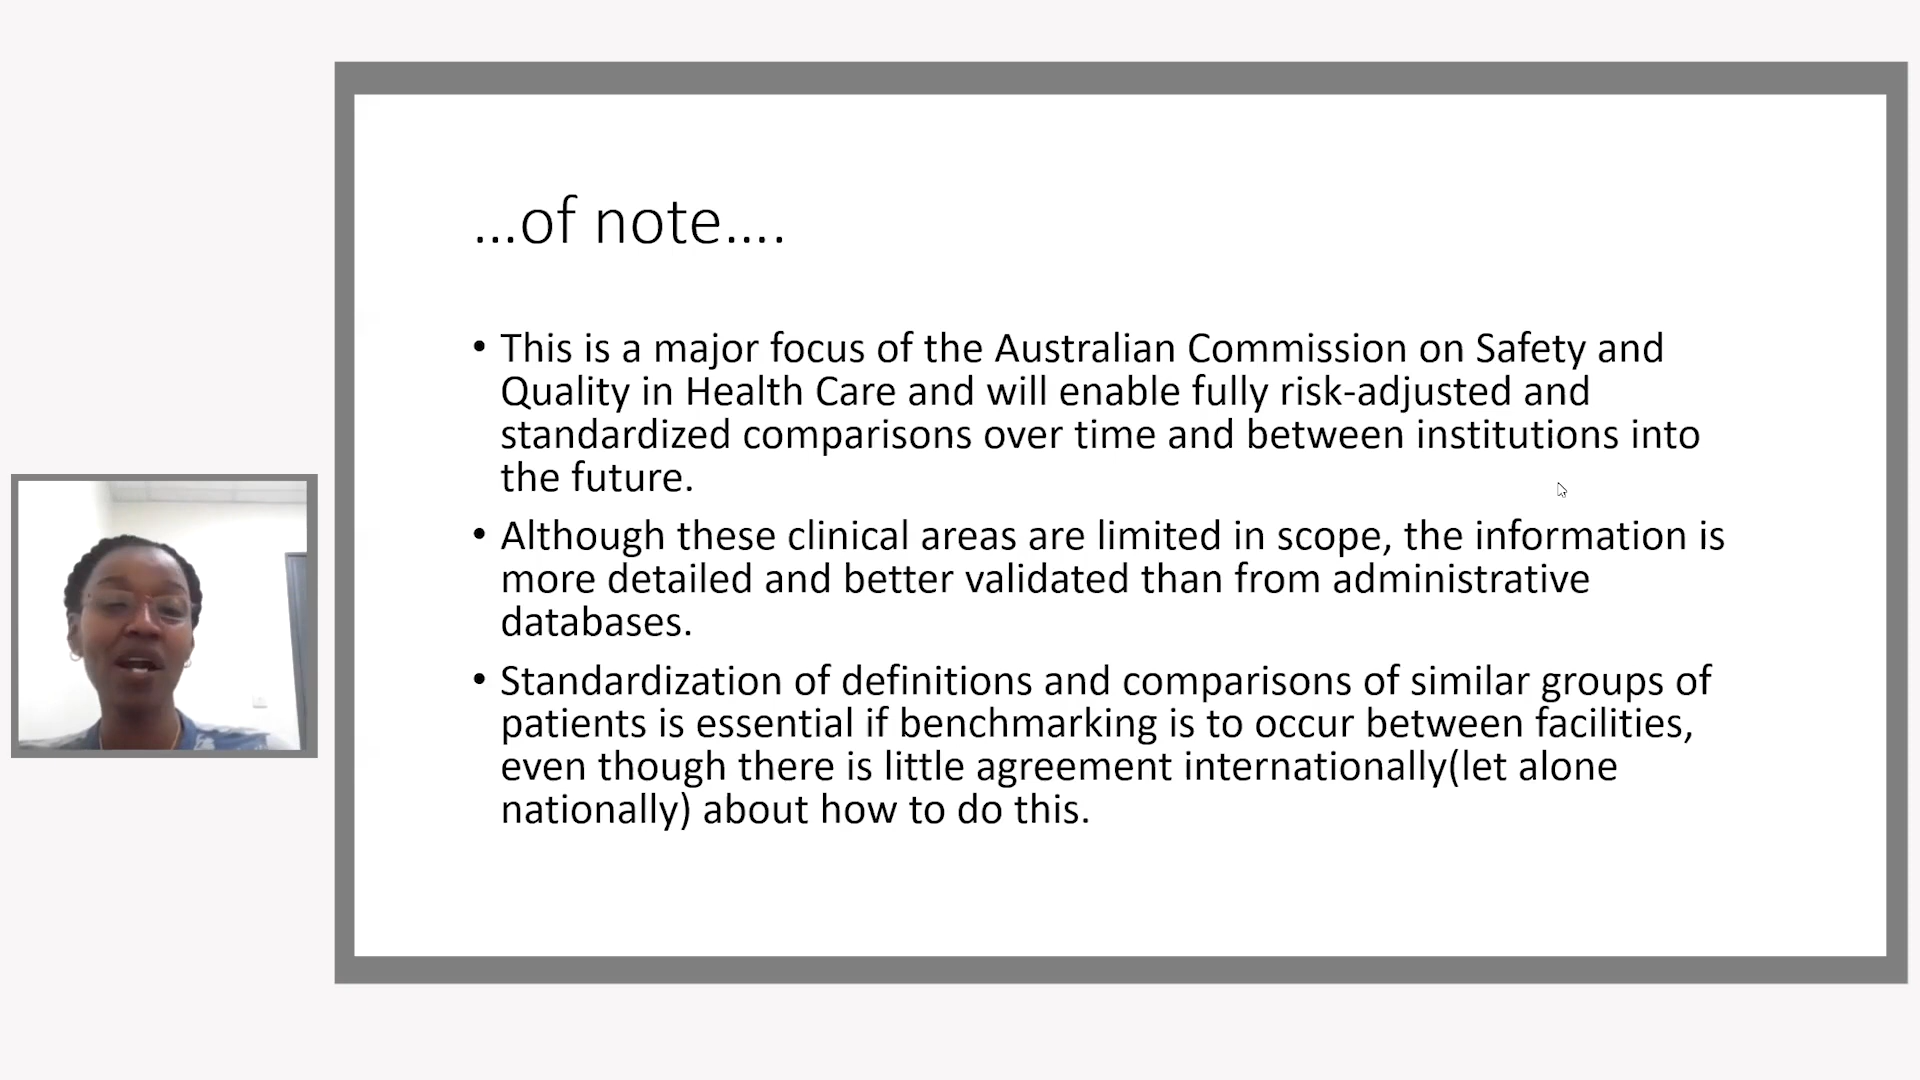 ...of note....
• This is a major focus of the Australian Commission on Safety and
Quality in Health Care and will enable fully risk-adjusted and
standardized comparisons over time and between institutions into
the future.
• Although these clinical areas are limited in scope, the information is
more detailed and better validated than from administrative
databases.
• Standardization of definitions and comparisons of similar groups of
patients is essential if benchmarking is to occur between facilities,
even though there is little agreement internationally(let alone
nationally) about how to do this.